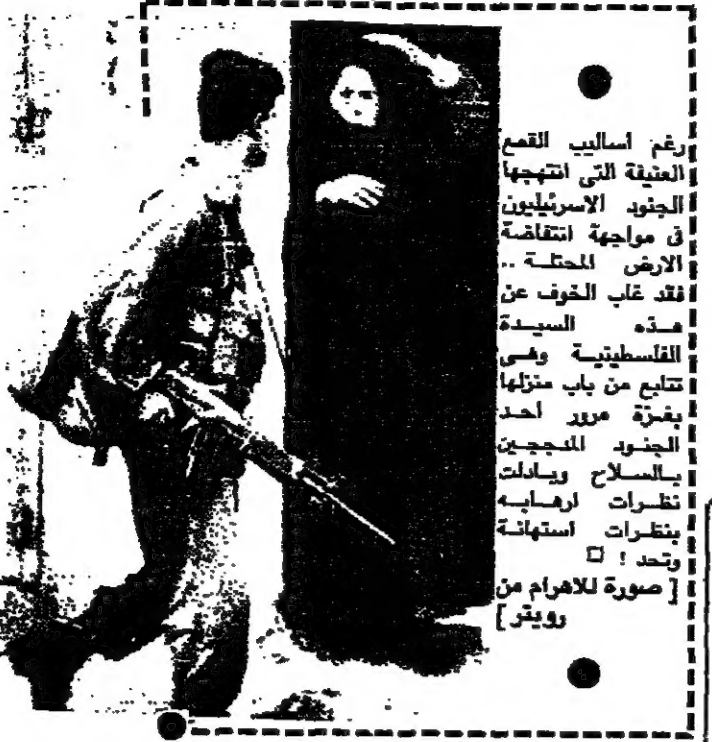 رغم اساليب القمع
العنيفة التى انتهجها
الجنود الاسرئيليون
فى مواجهة انتفاضة
الارض المحتلة ..
فقد غاب الخوف عن
هذه السيدة
الفلسطينية وهى
تتابع من باب منزلها
بغزة مرور احد
الجنود المدججين
بالسلاح وبادلت
نظرات ارهابه
بنظرات استهانة
وتحد !
[ صورة للاهرام من
رويتر ]